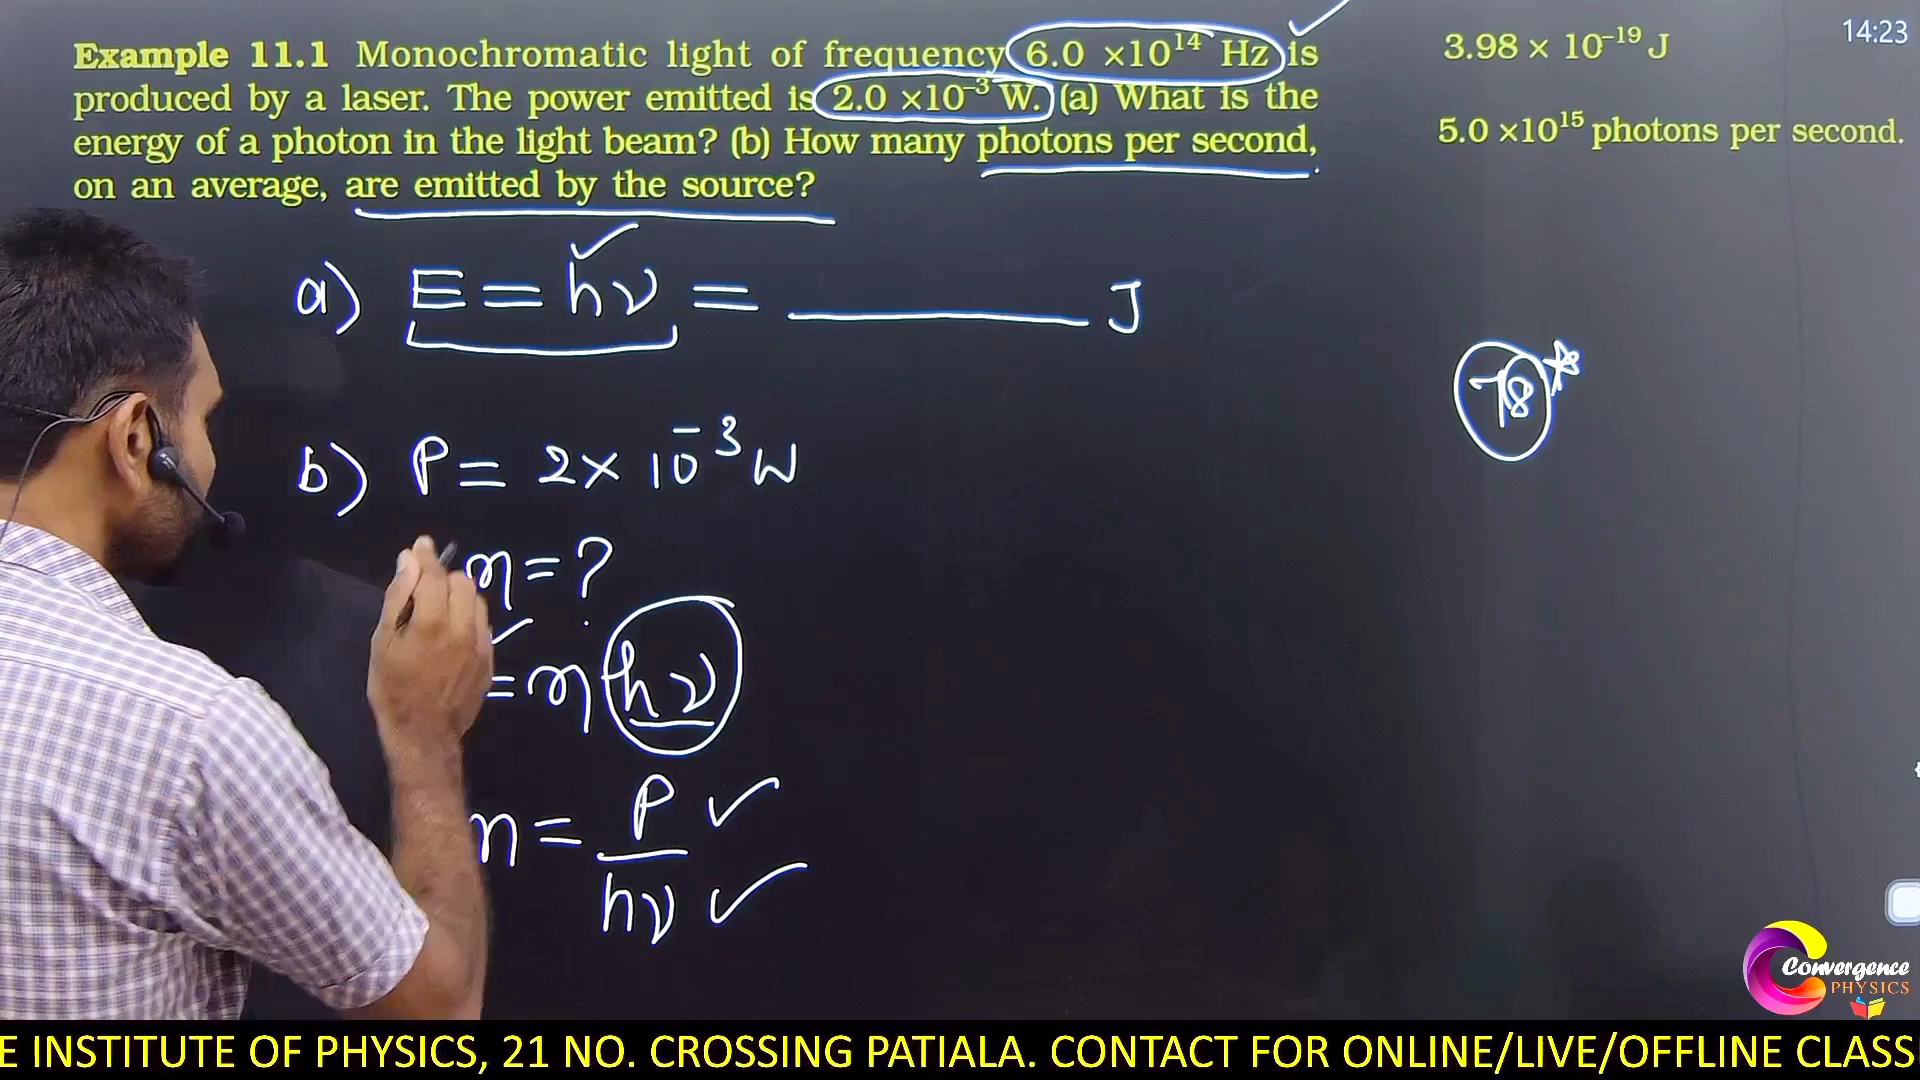 Example 11.1 Monochromatic light of frequency 6.0 ×10¹⁴ Hz is
produced by a laser. The power emitted is 2.0 ×10⁻³ W. (a) What is the
energy of a photon in the light beam? (b) How many photons per second,
on an average, are emitted by the source?
3.98 × 10⁻¹⁹ J
5.0 ×10¹⁵ photons per second.
14:23
a) E = hν = ________ J
78
b) P = 2 × 10⁻³ W
n = ?
= n hν
n = P
hν
Convergence
PHYSICS
E INSTITUTE OF PHYSICS, 21 NO. CROSSING PATIALA. CONTACT FOR ONLINE/LIVE/OFFLINE CLASS